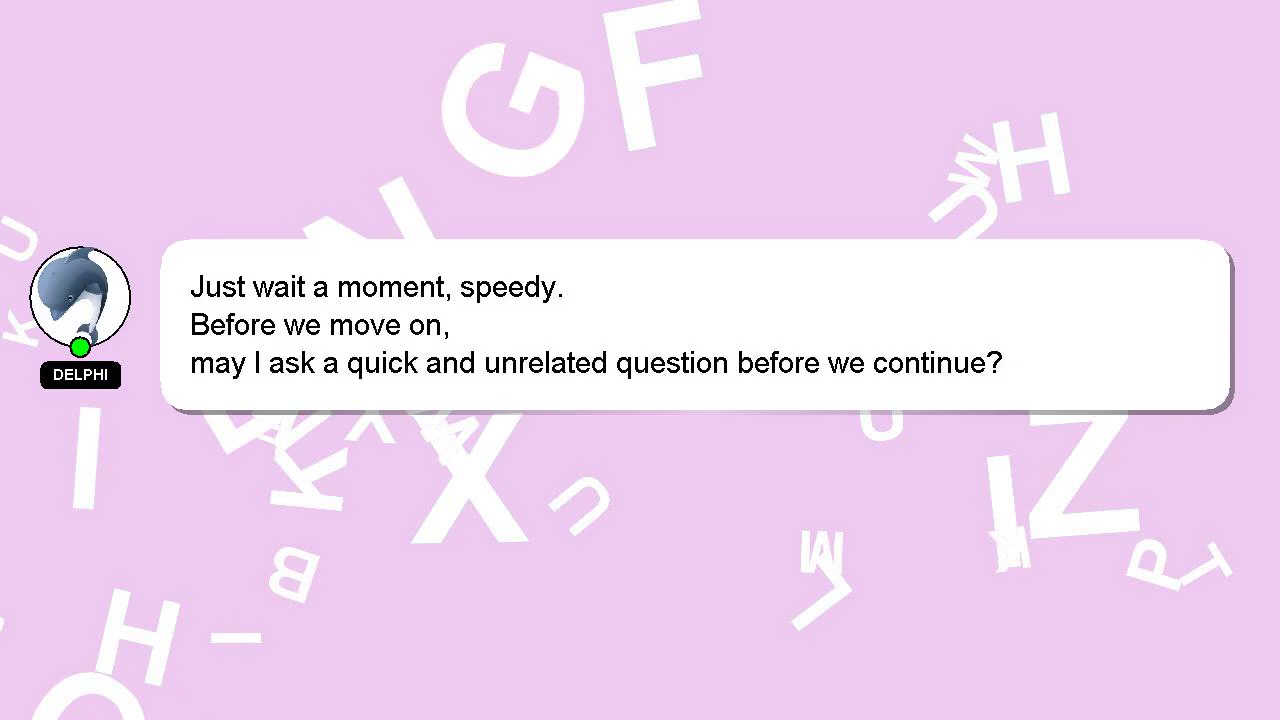 Just wait a moment, speedy.
Before we move on,
may I ask a quick and unrelated question before we continue?
DELPHI